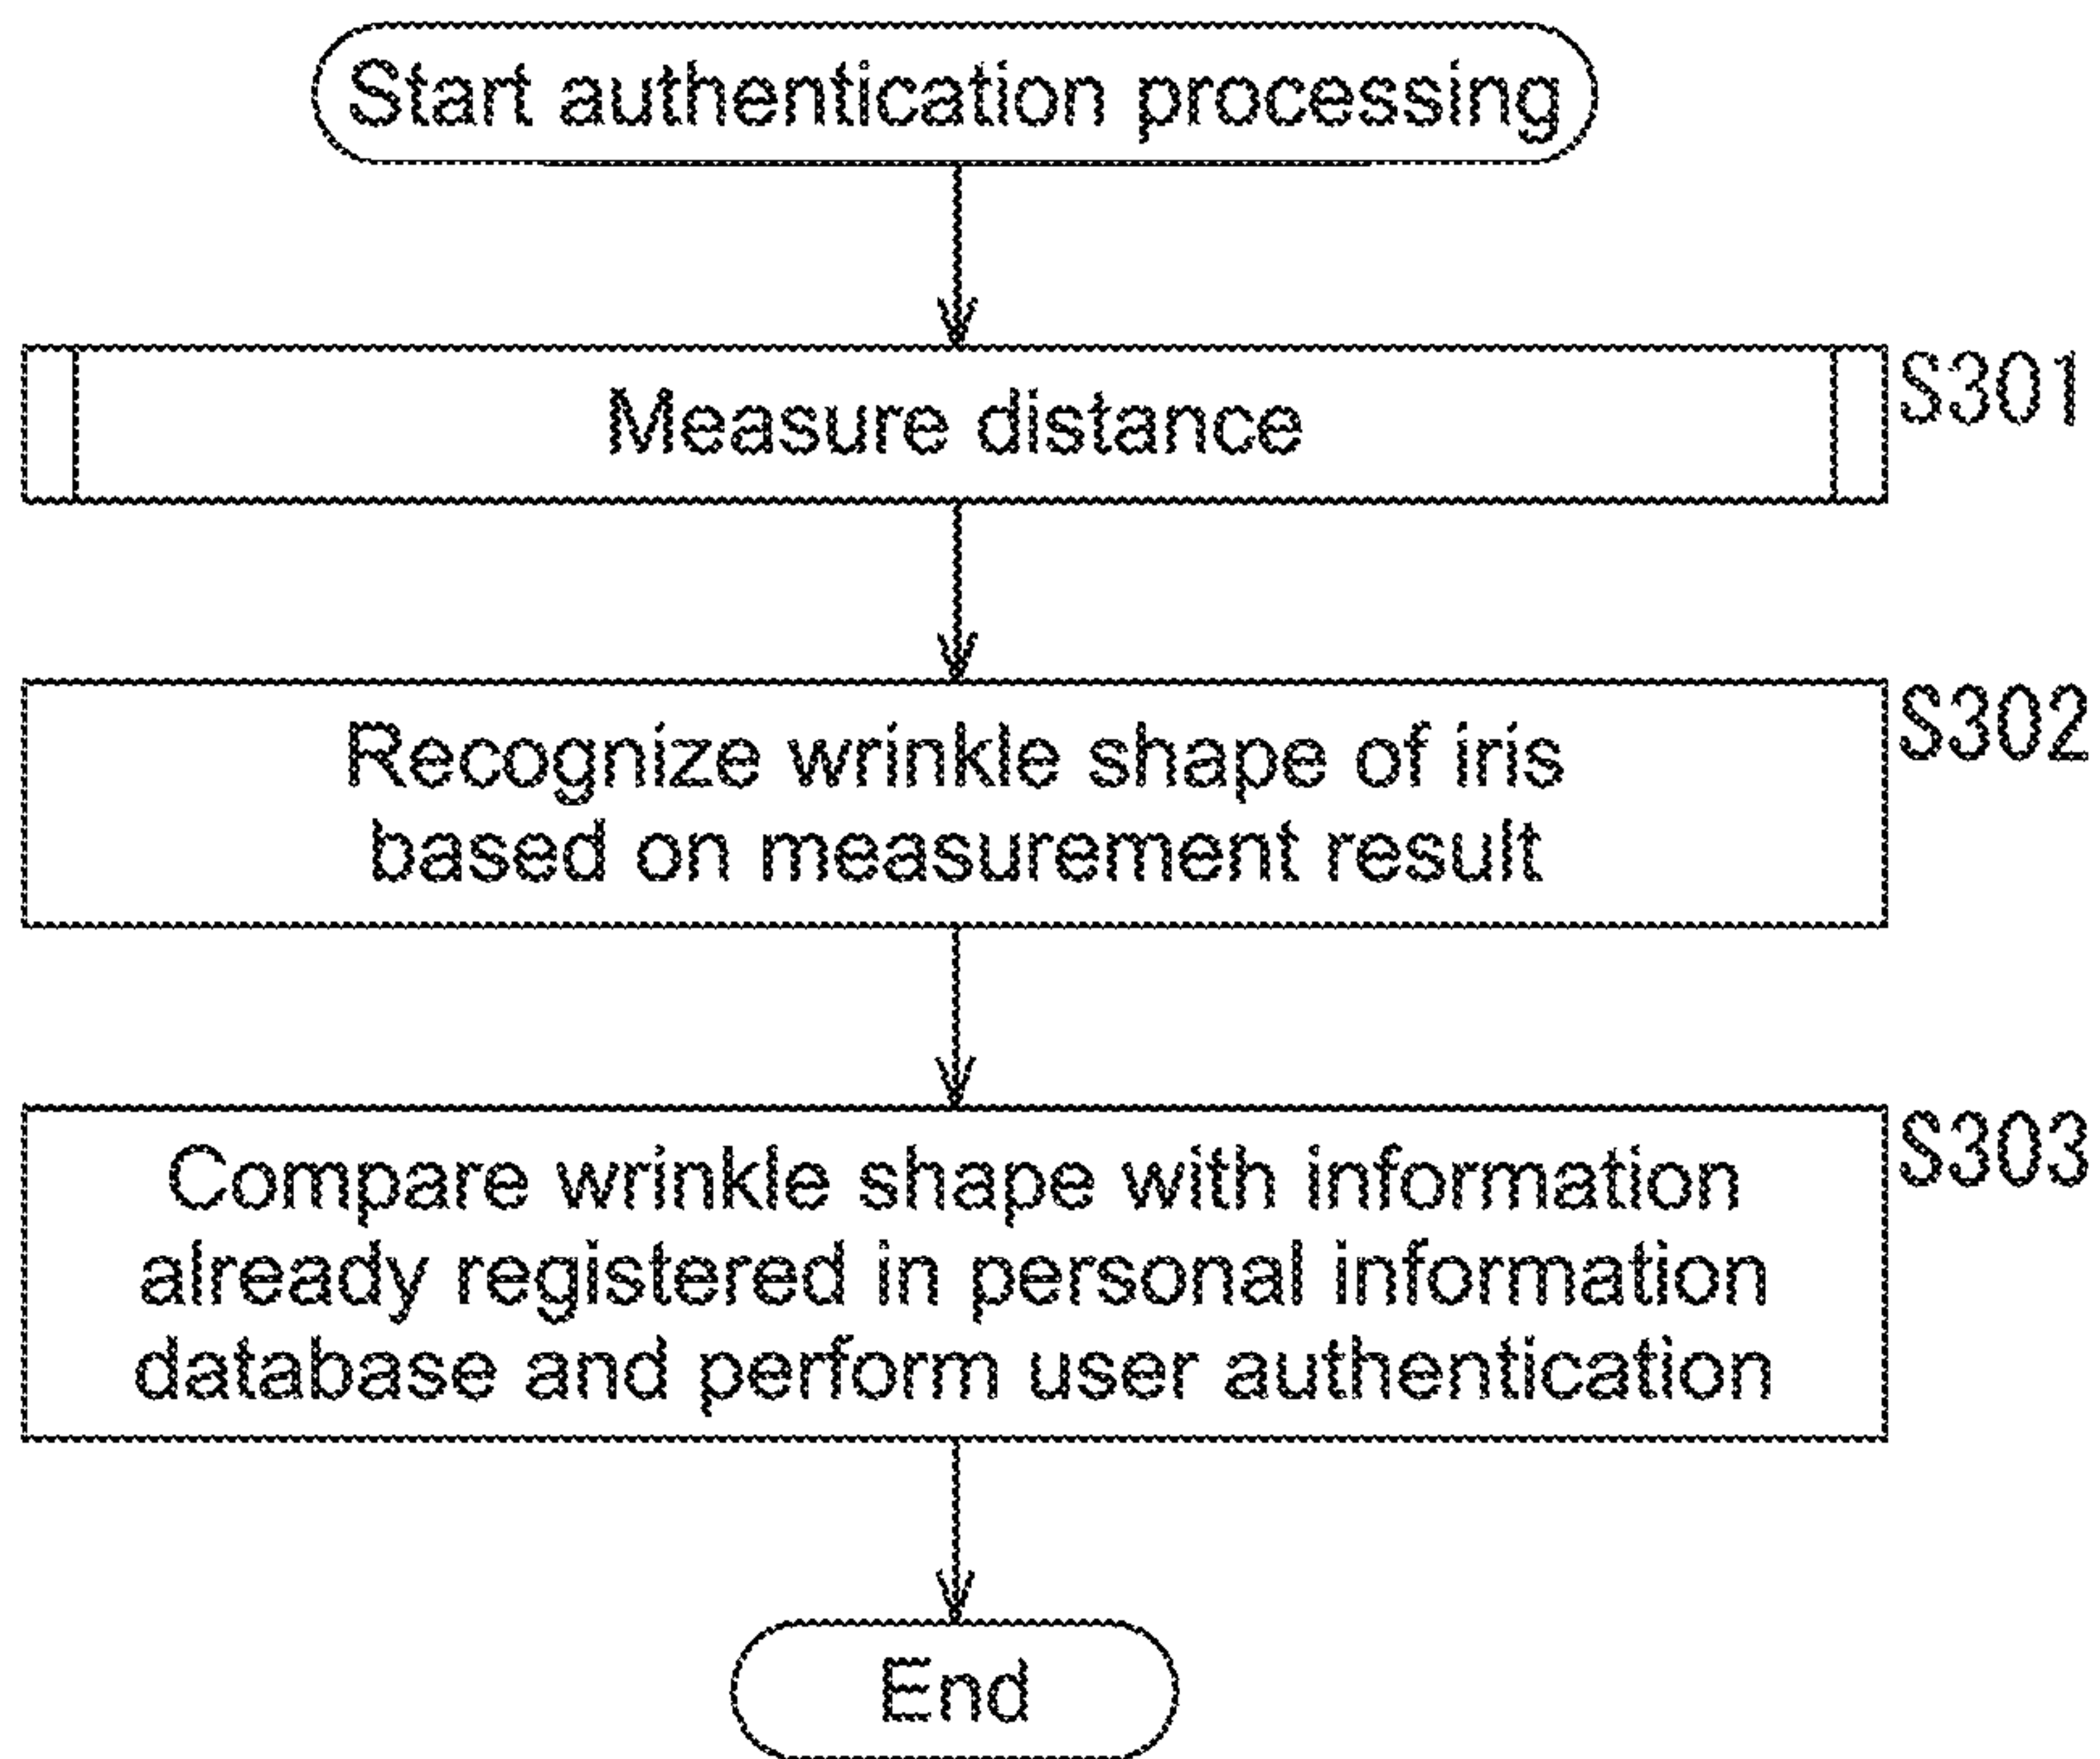 Start authentication processing
Measure distance
S301
Recognize wrinkle shape of iris
based on measurement result
S302
Compare wrinkle shape with information
already registered in personal information
database and perform user authentication
S303
End